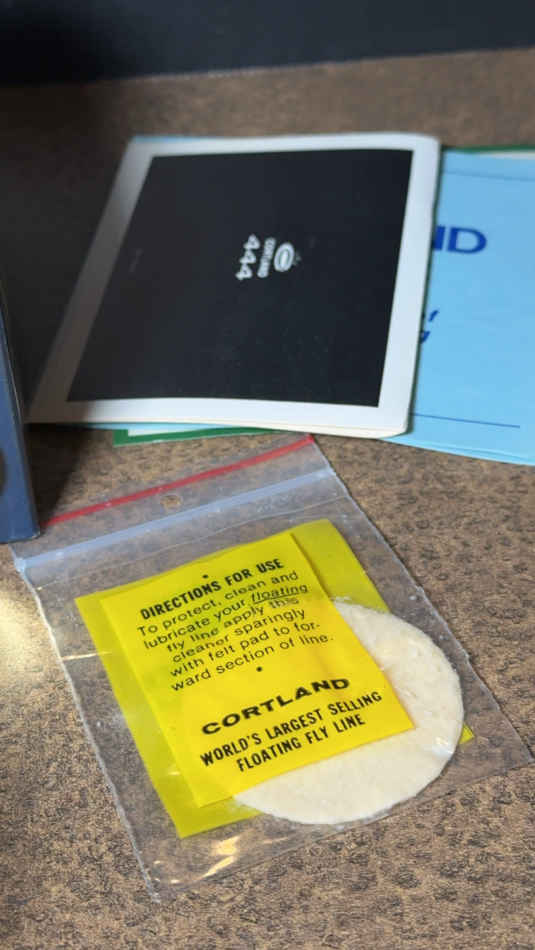 CORTLAND
444
ND
f
g
DIRECTIONS FOR USE
To protect, clean and
lubricate your floating
fly line apply this
cleaner sparingly
with felt pad to for-
ward section of line.
CORTLAND
WORLD'S LARGEST SELLING
FLOATING FLY LINE